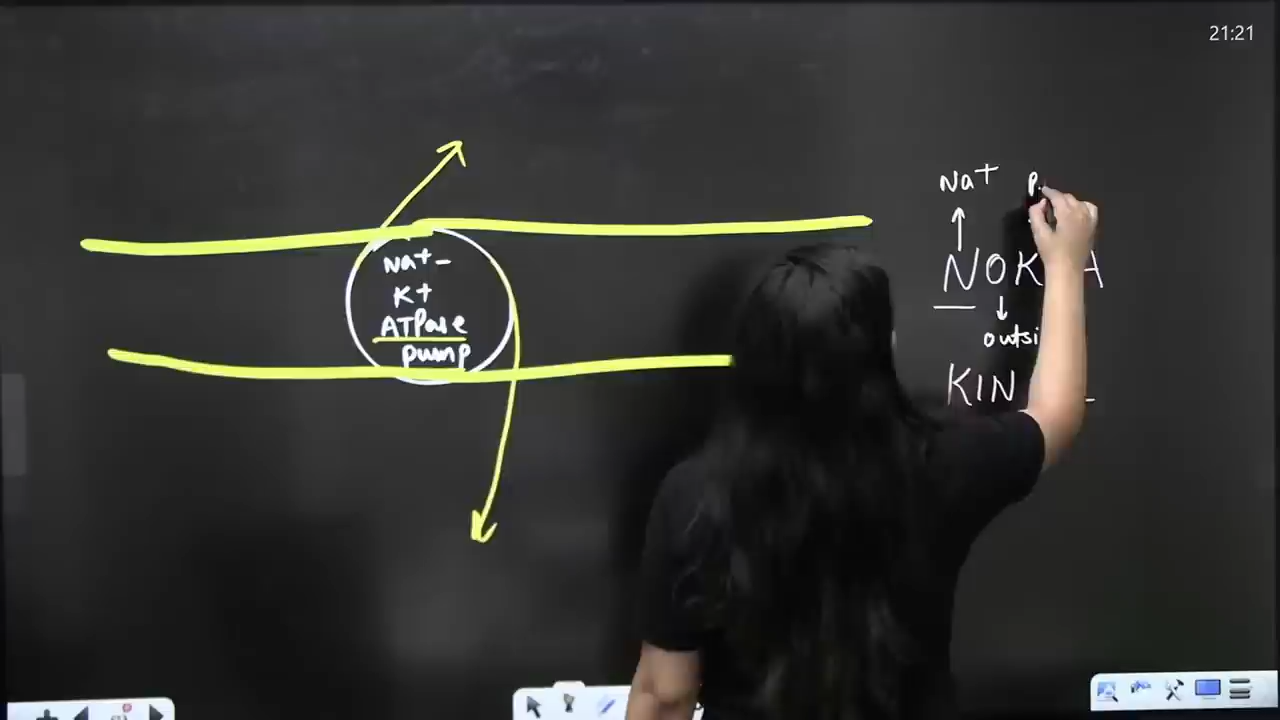 21:21
Na+ P
Na+ -
K+
ATPase
pump
NOK A
outsi
KIN